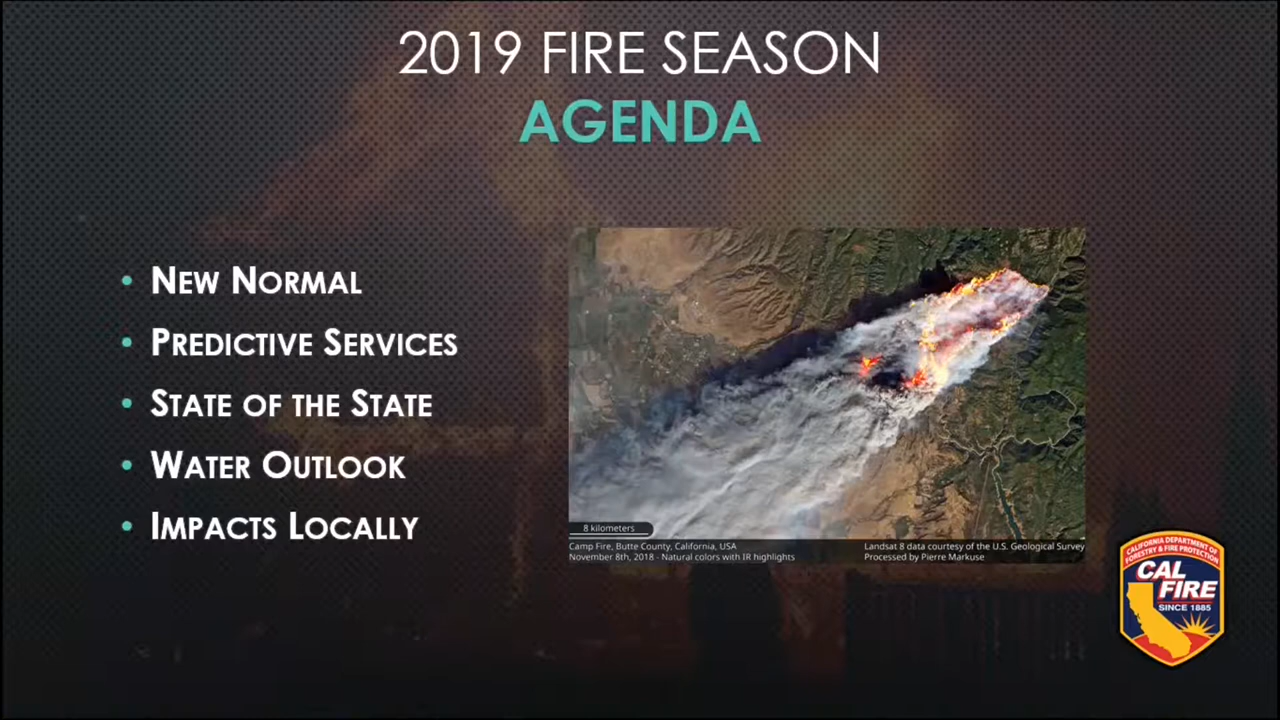 2019 FIRE SEASON
AGENDA
• NEW NORMAL
• PREDICTIVE SERVICES
• STATE OF THE STATE
• WATER OUTLOOK
• IMPACTS LOCALLY
8 kilometers
Camp Fire, Butte County, California, USA
November 8th, 2018 - Natural colors with IR highlights
Landsat 8 data courtesy of the U.S. Geological Survey
Processed by Pierre Markuse
CALIFORNIA DEPARTMENT OF
FORESTRY & FIRE PROTECTION
CAL
FIRE
SINCE 1885